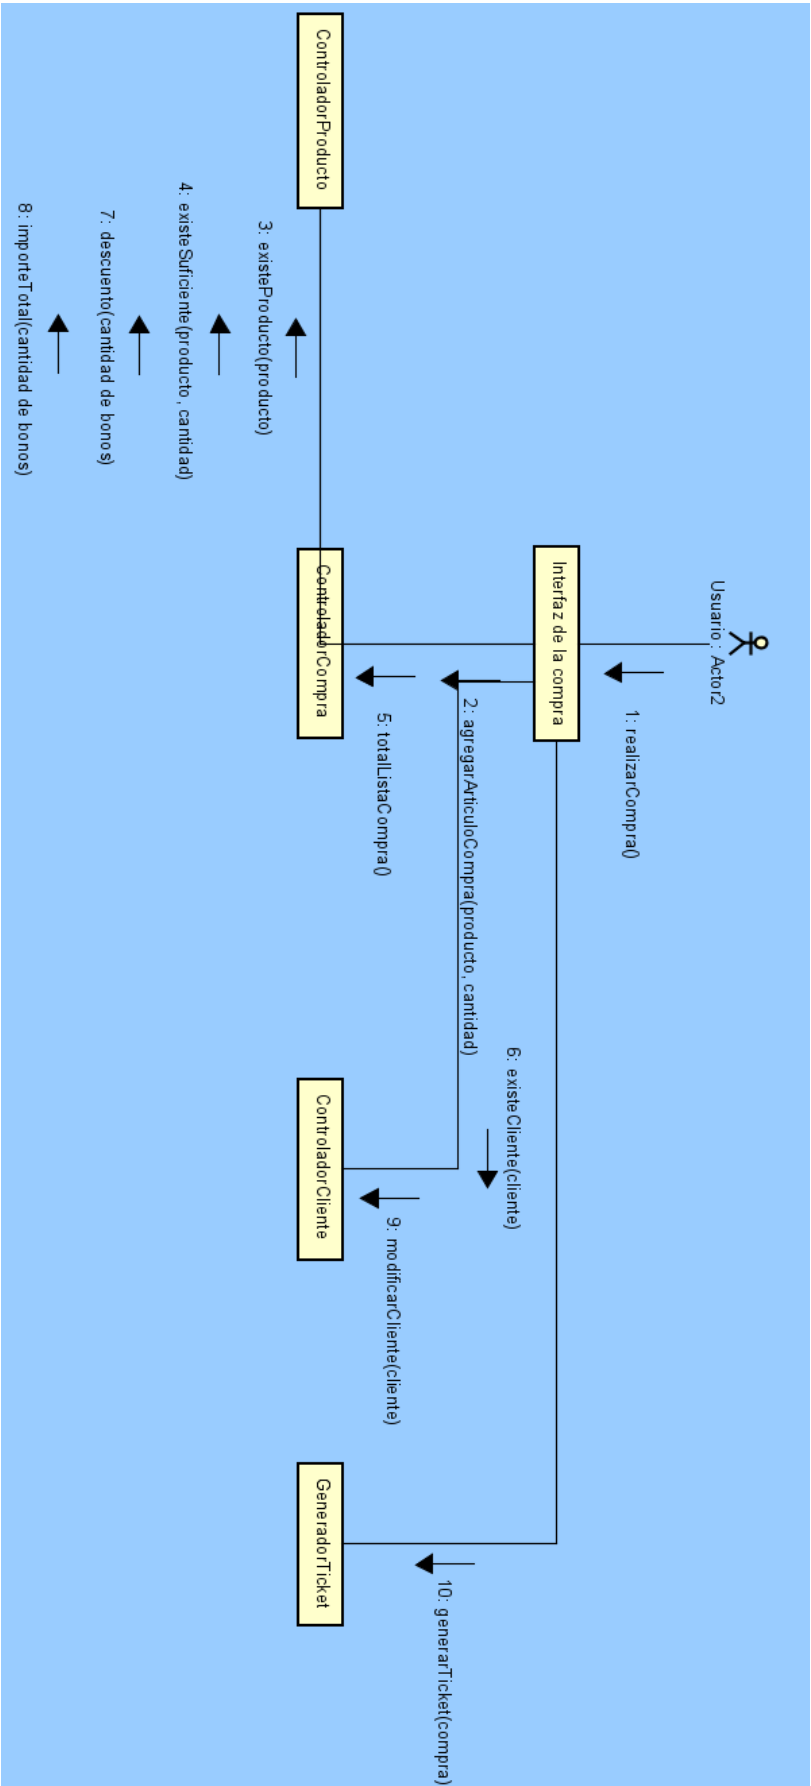 Usuario : Actor2
1: realizarCompra()
Interfaz de la compra
6: existeCliente(cliente)
2: agregarArticuloCompra(producto, cantidad)
10: generarTicket(compra)
5: totalListaCompra()
9: modificarCliente(cliente)
ControladorProducto
ControladorCompra
ControladorCliente
GeneradorTicket
3: existeProducto(producto)
4: existeSuficiente(producto, cantidad)
7: descuento(cantidad de bonos)
8: importeTotal(cantidad de bonos)